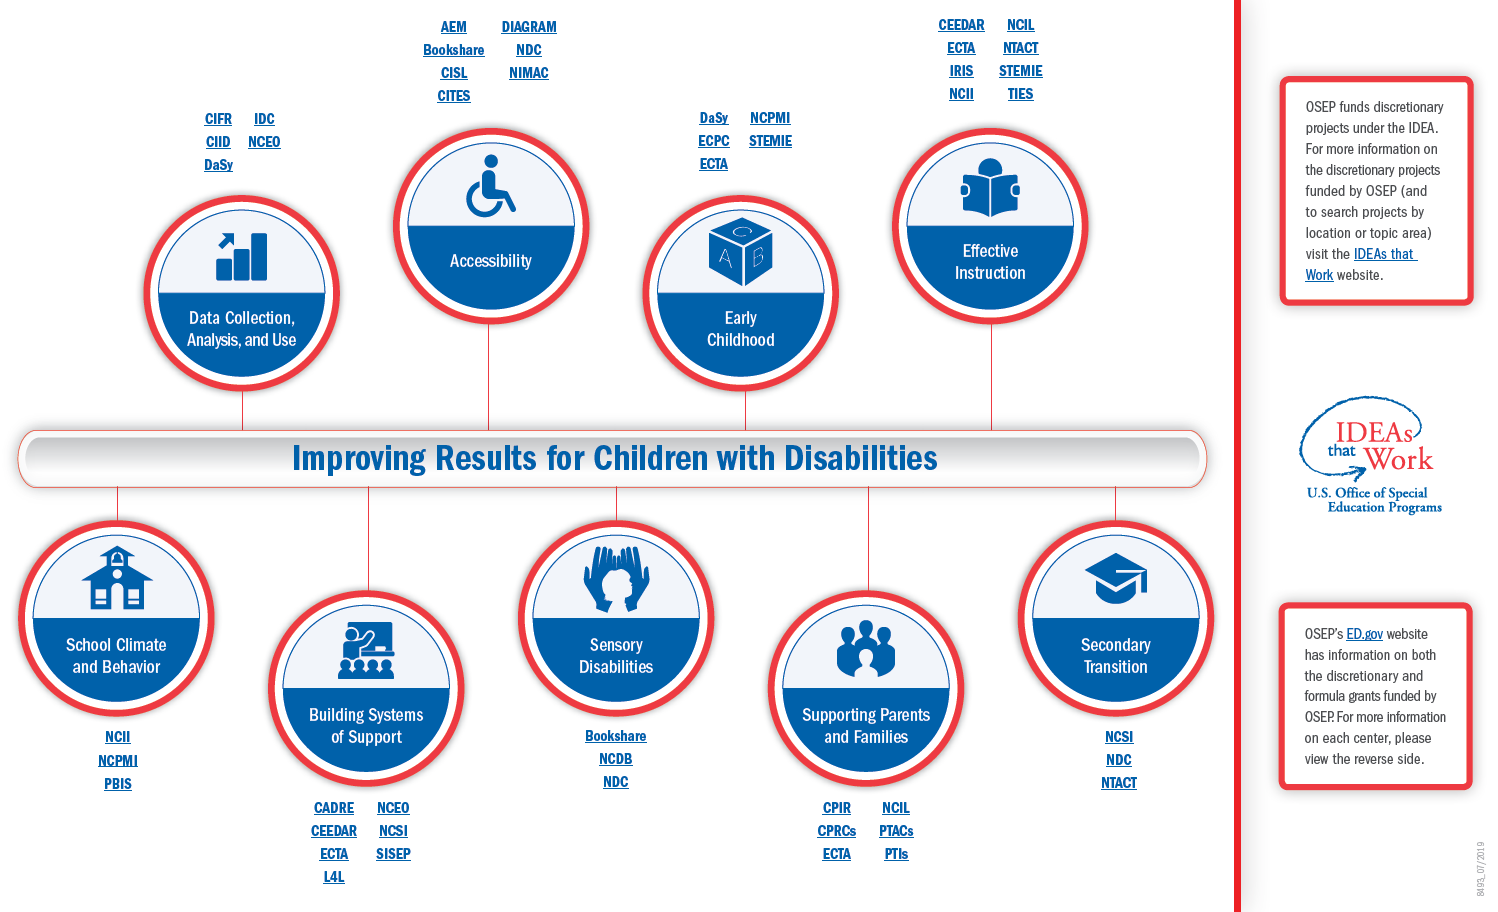 AEM DIAGRAM
Bookshare NDC
CISL NIMAC
CITES
CEEDAR NCIL
ECTA NTACT
IRIS STEMIE
NCII TIES
CIFR IDC
CIID NCEO
DaSy
DaSy NCPMI
ECPC STEMIE
ECTA
Data Collection,
Analysis, and Use
Accessibility
C
A B
Early
Childhood
Effective
Instruction
Improving Results for Children with Disabilities
School Climate
and Behavior
Building Systems
of Support
Sensory
Disabilities
Supporting Parents
and Families
Secondary
Transition
NCII
NCPMI
PBIS
CADRE NCEO
CEEDAR NCSI
ECTA SISEP
L4L
Bookshare
NCDB
NDC
CPIR NCIL
CPRCs PTACs
ECTA PTIs
NCSI
NDC
NTACT
OSEP funds discretionary
projects under the IDEA.
For more information on
the discretionary projects
funded by OSEP (and
to search projects by
location or topic area)
visit the IDEAs that
Work website.
IDEAs
that Work
U.S. Office of Special
Education Programs
OSEP's ED.gov website
has information on both
the discretionary and
formula grants funded by
OSEP. For more information
on each center, please
view the reverse side.
8493_07/2019